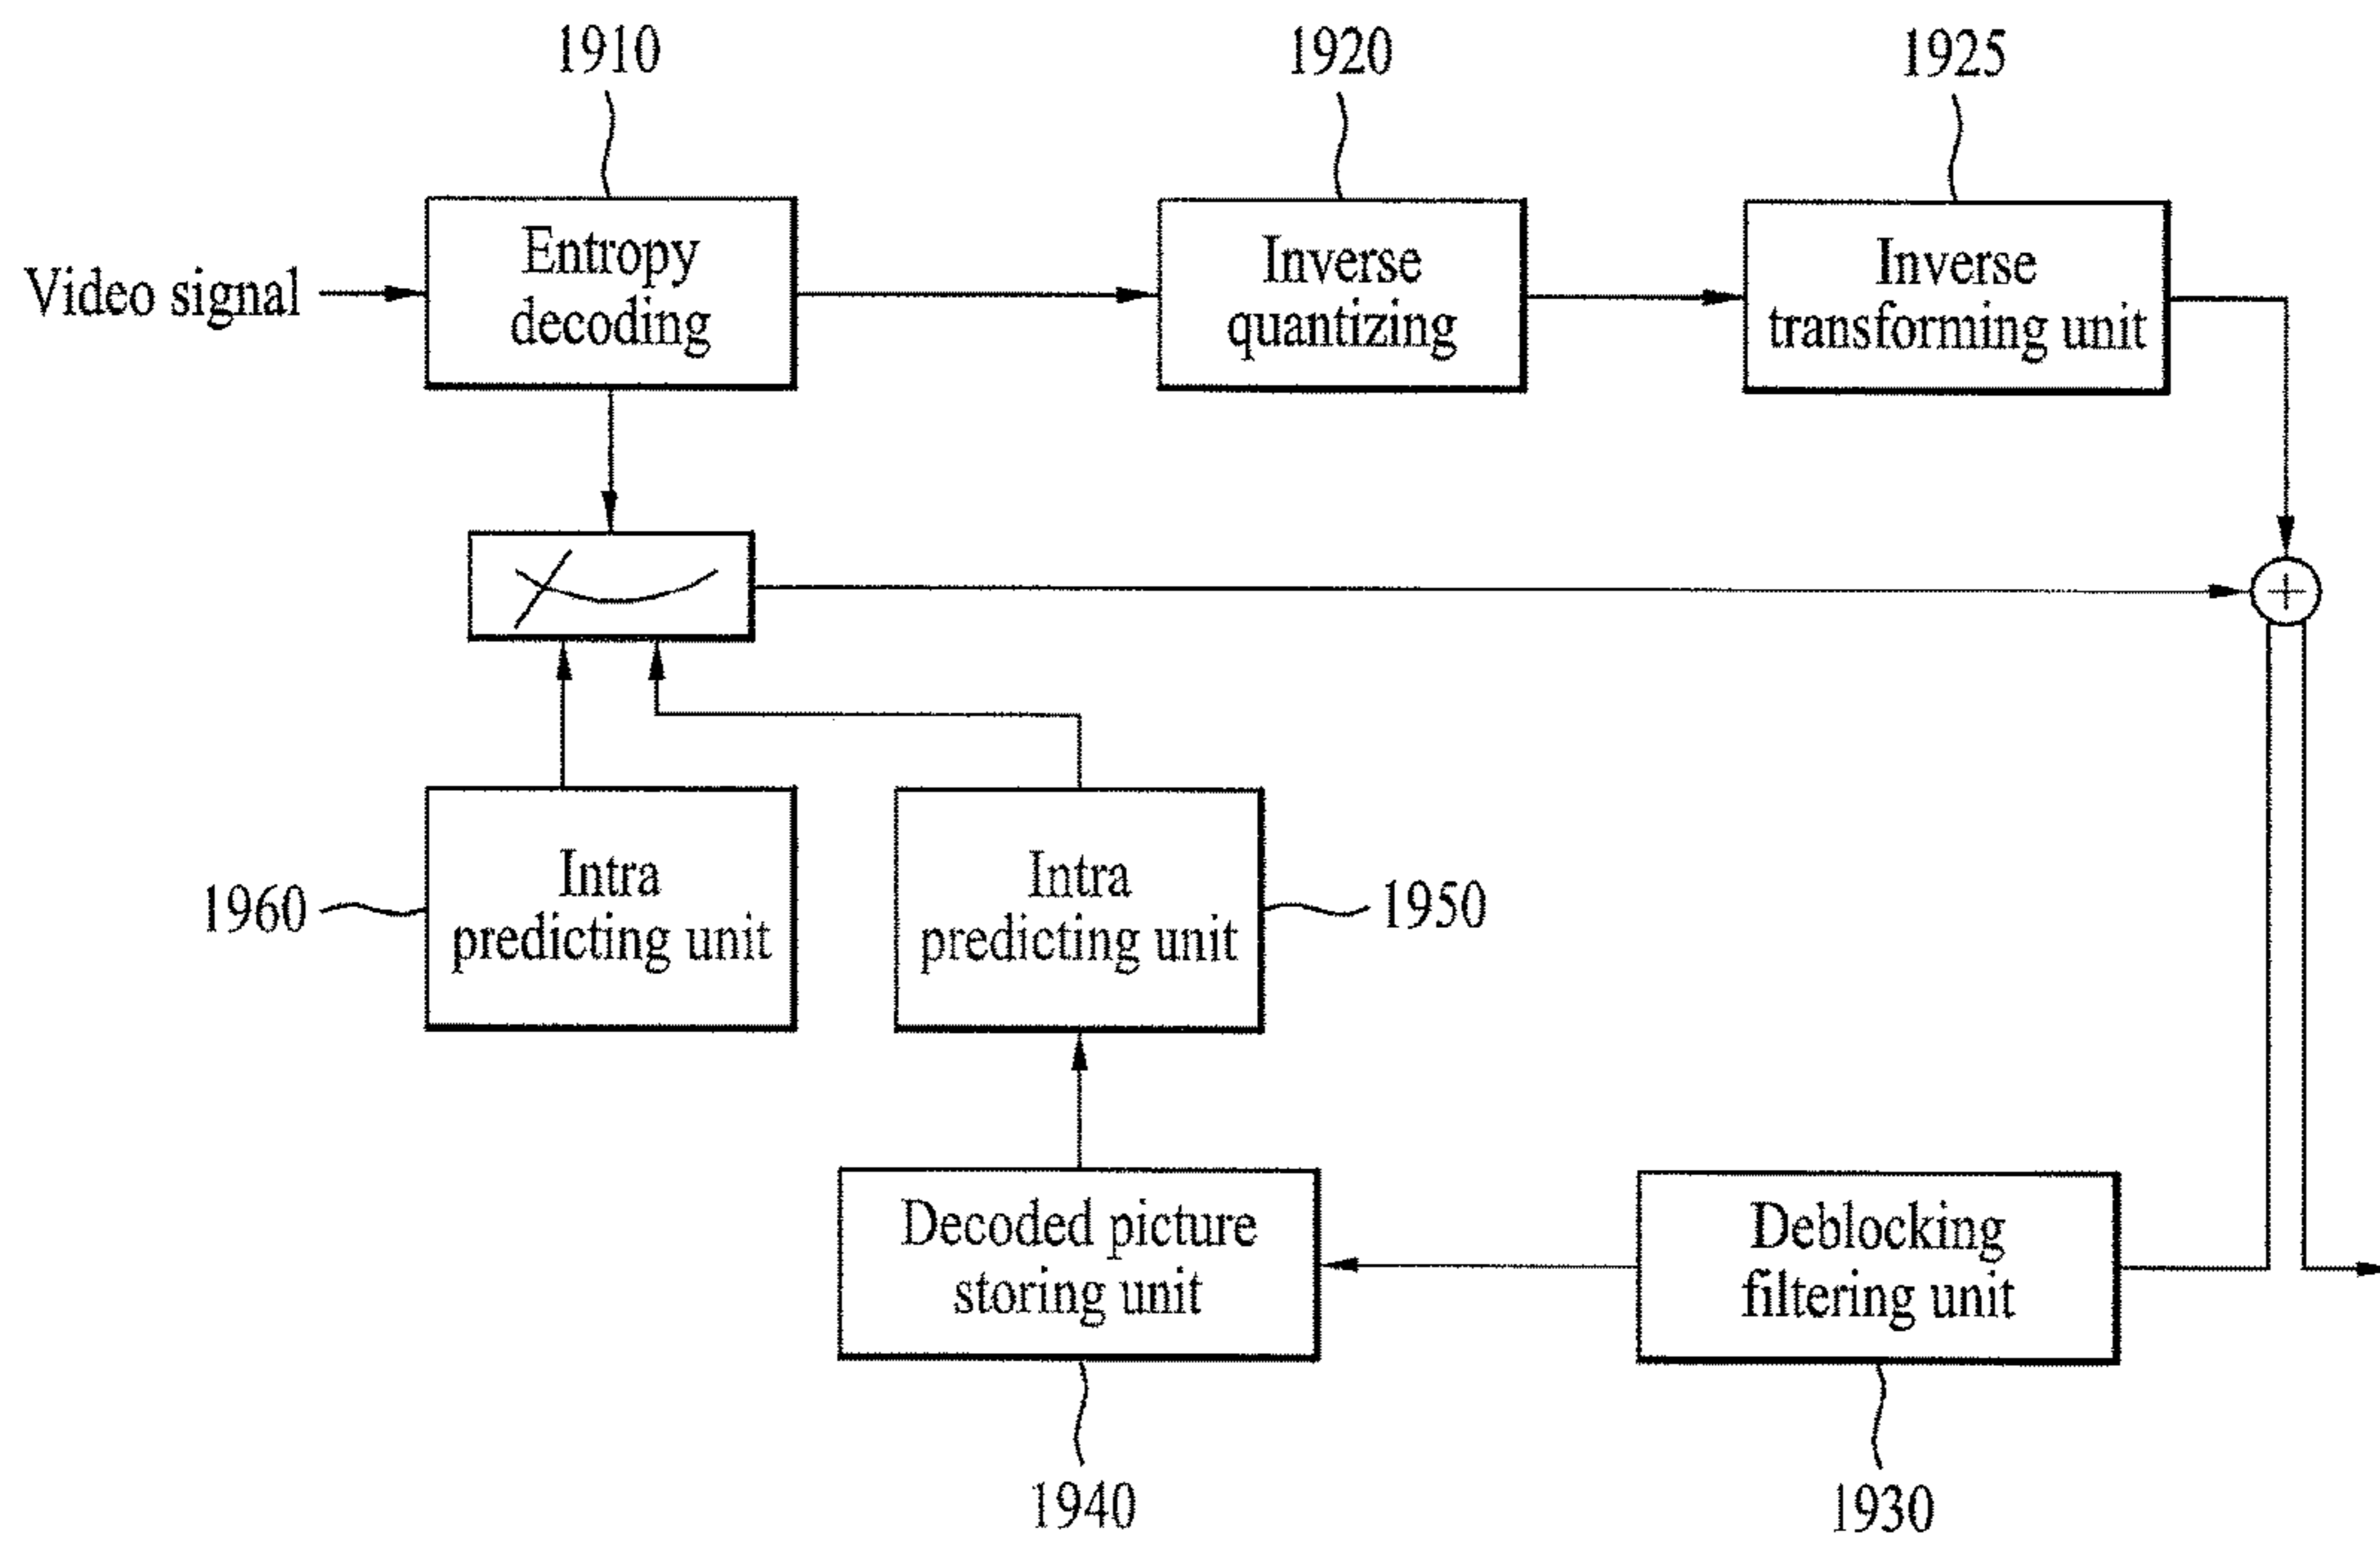 1910
1920
1925
Video signal
Entropy
decoding
Inverse
quantizing
Inverse
transforming unit
1960
Intra
predicting unit
Intra
predicting unit
1950
Decoded picture
storing unit
Deblocking
filtering unit
1940
1930